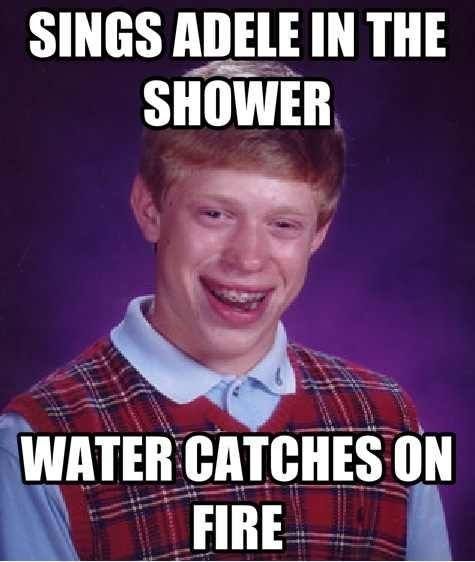 SINGS ADELE IN THE
SHOWER
WATER CATCHES ON
FIRE